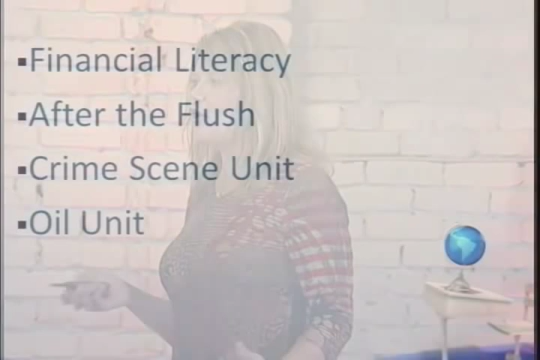 ▪Financial Literacy
▪After the Flush
▪Crime Scene Unit
▪Oil Unit